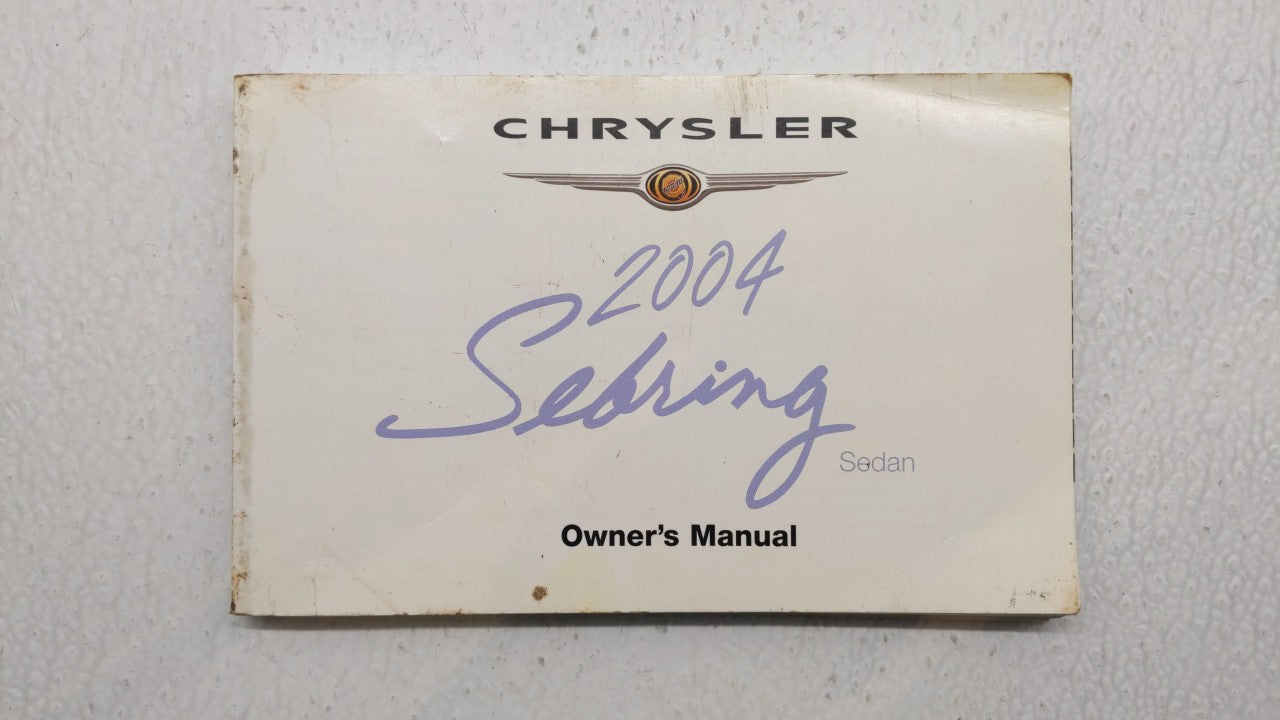 CHRYSLER
2004
Sebring
Sedan
Owner's Manual